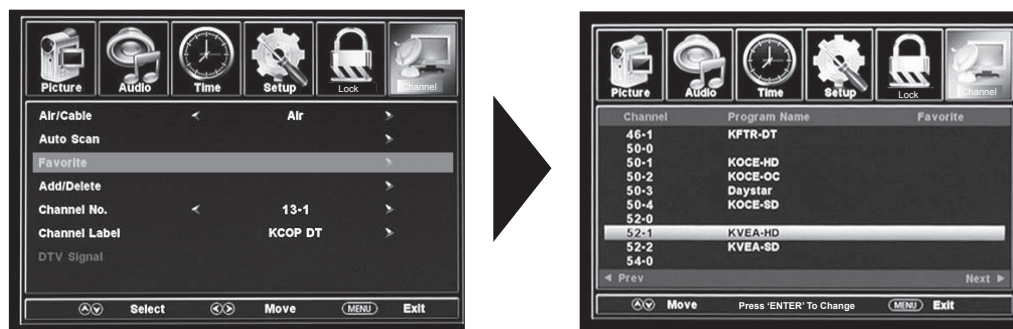 Picture Audio Time Setup Lock Channel
Air/Cable Air
Auto Scan
Favorite
Add/Delete
Channel No. 13-1
Channel Label KCOP DT
DTV Signal
Select Move MENU Exit
Picture Audio Time Setup Lock Channel
Channel Program Name Favorite
46-1 KFTR-DT
50-0
50-1 KOCE-HD
50-2 KOCE-OC
50-3 Daystar
50-4 KOCE-SD
52-0
52-1 KVEA-HD
52-2 KVEA-SD
54-0
Prev Next
Move Press ‘ENTER’ To Change MENU Exit